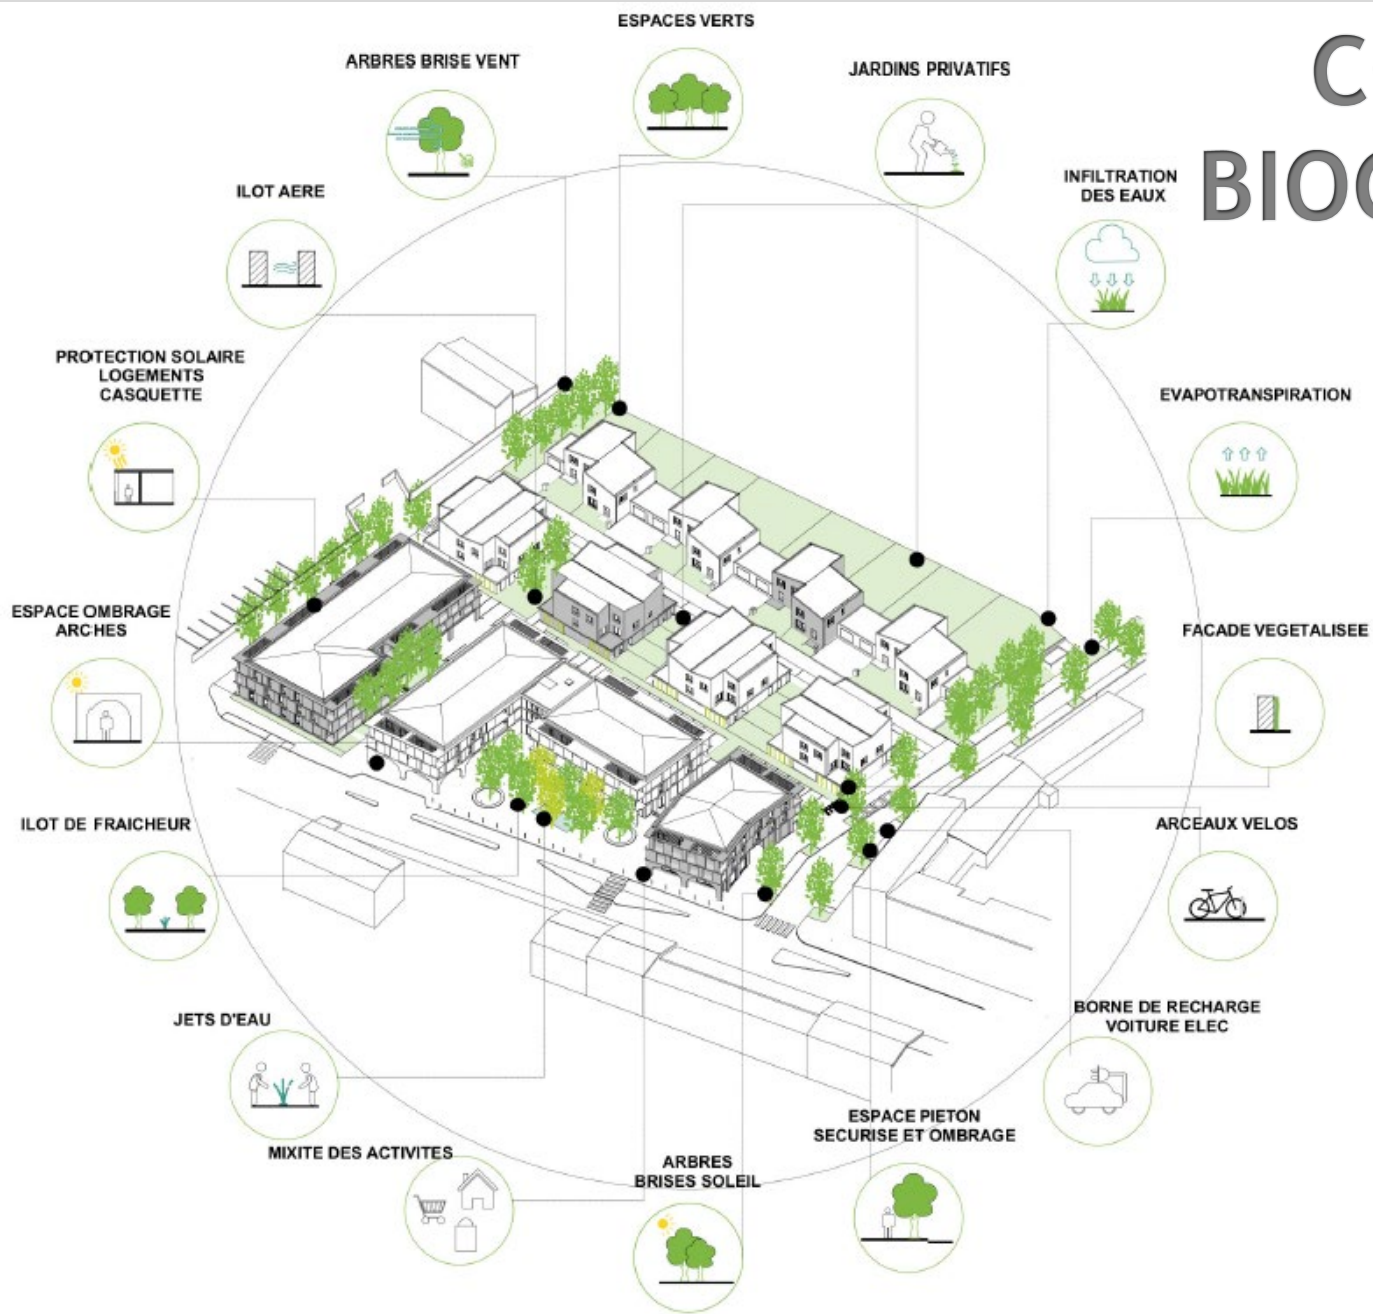 ESPACES VERTS
ARBRES BRISE VENT
JARDINS PRIVATIFS
ILOT AERE
INFILTRATION
DES EAUX
C
BIOC
PROTECTION SOLAIRE
LOGEMENTS
CASQUETTE
EVAPOTRANSPIRATION
ESPACE OMBRAGE
ARCHES
FACADE VEGETALISEE
ILOT DE FRAICHEUR
ARCEAUX VELOS
JETS D'EAU
BORNE DE RECHARGE
VOITURE ELEC
MIXITE DES ACTIVITES
ARBRES
BRISES SOLEIL
ESPACE PIETON
SECURISE ET OMBRAGE